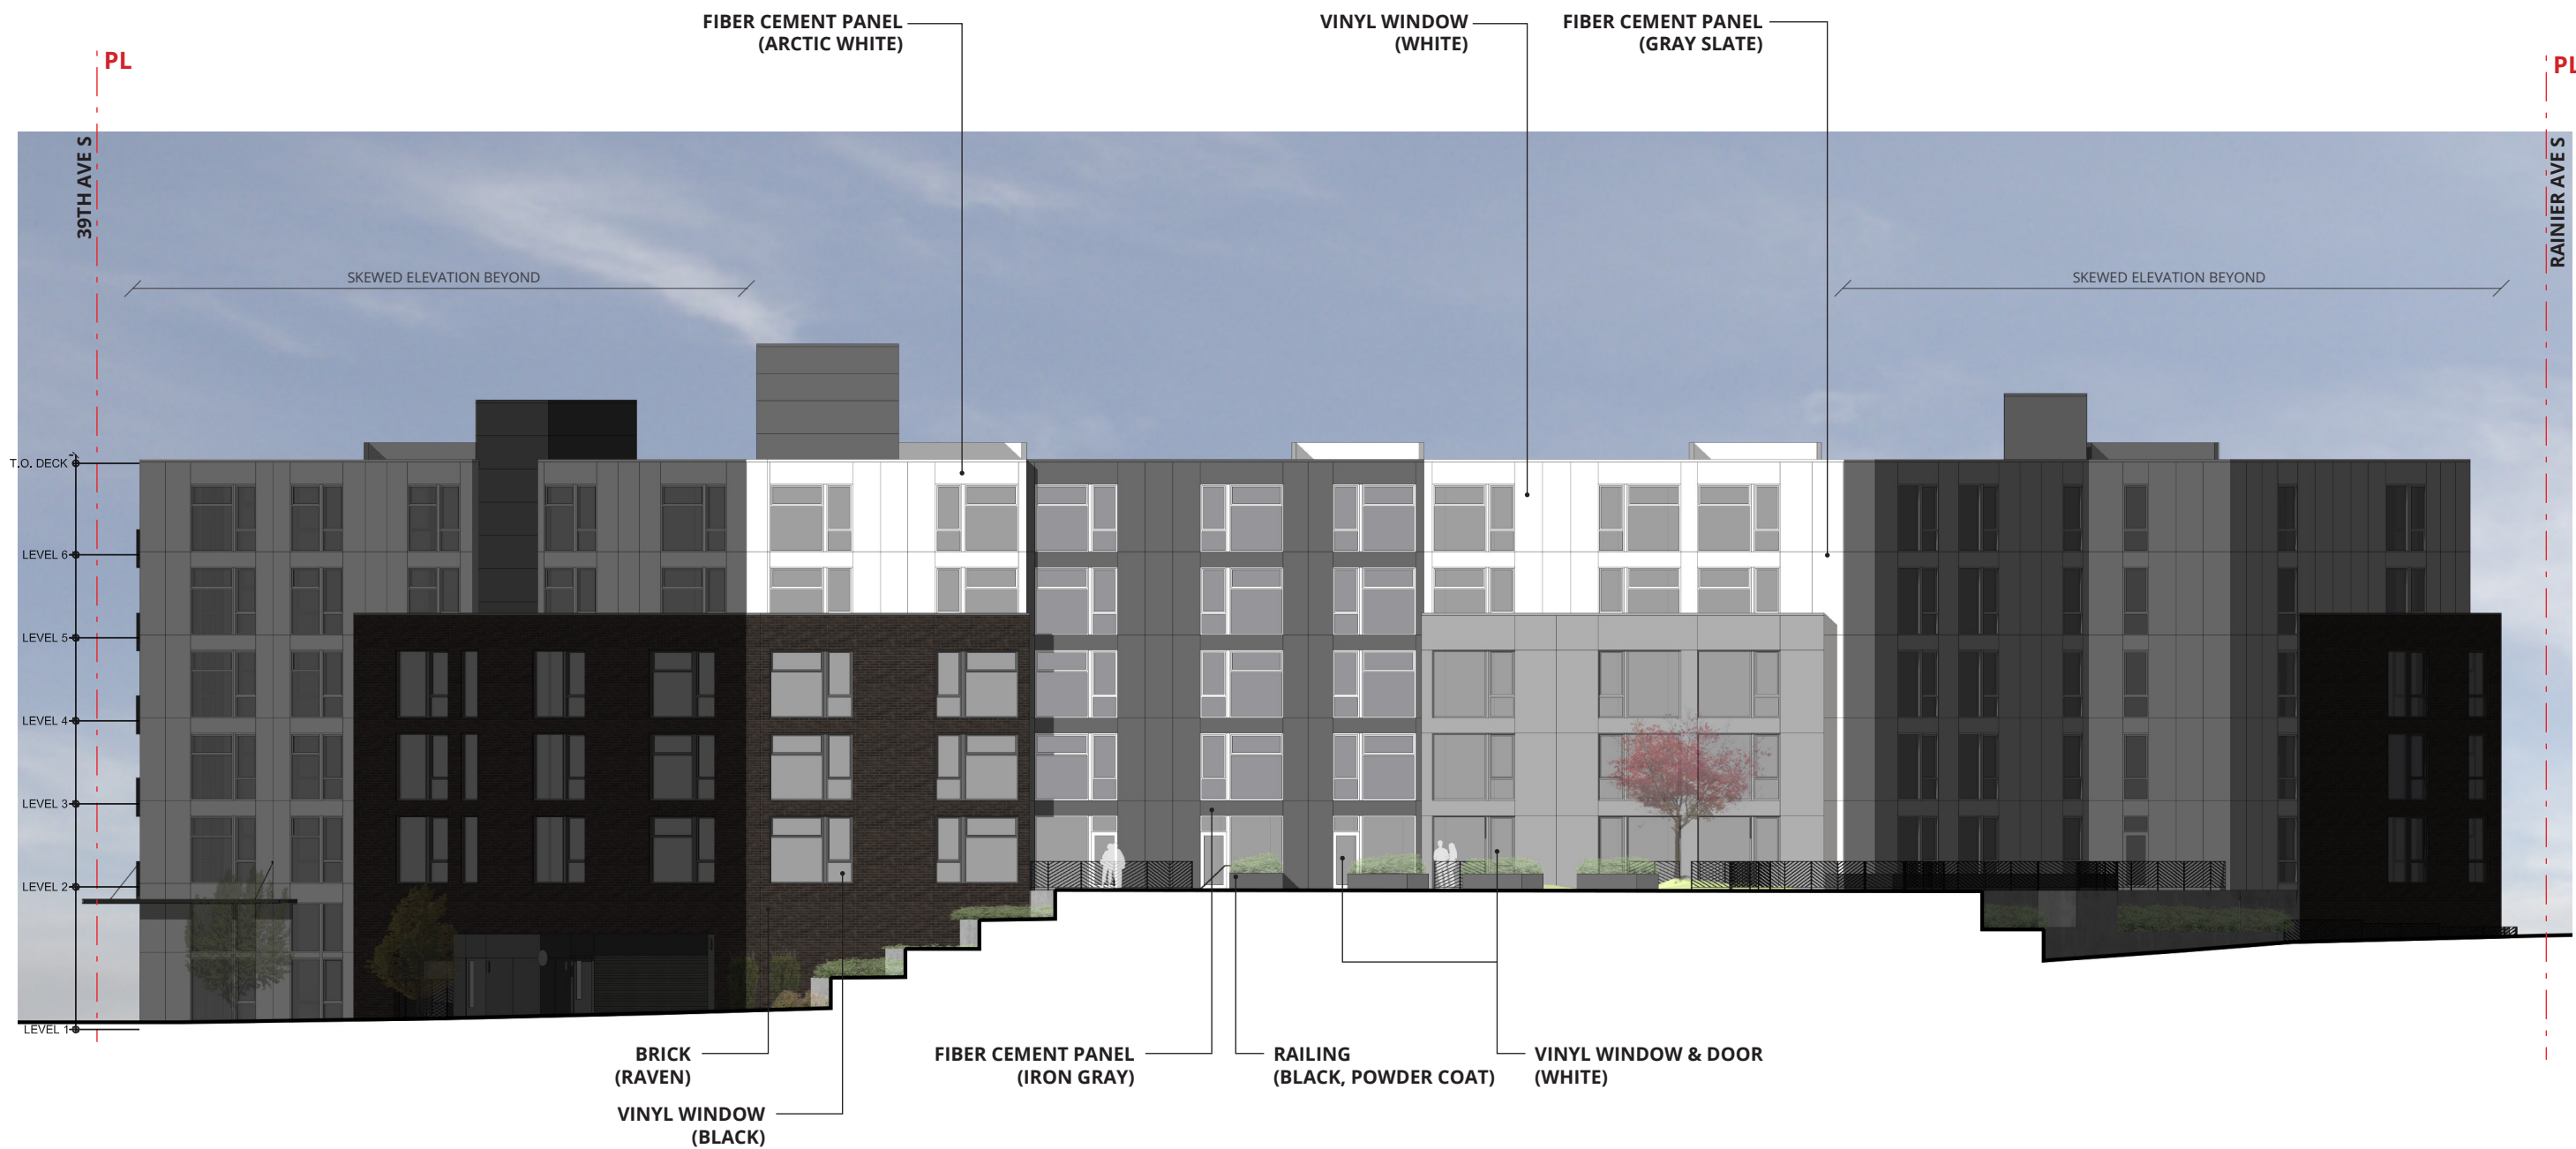 FIBER CEMENT PANEL
(ARCTIC WHITE)
VINYL WINDOW
(WHITE)
FIBER CEMENT PANEL
(GRAY SLATE)
PL
PL
39TH AVE S
RAINIER AVE S
SKEWED ELEVATION BEYOND
SKEWED ELEVATION BEYOND
T.O. DECK
LEVEL 6
LEVEL 5
LEVEL 4
LEVEL 3
LEVEL 2
LEVEL 1
BRICK
(RAVEN)
FIBER CEMENT PANEL
(IRON GRAY)
RAILING
(BLACK, POWDER COAT)
VINYL WINDOW & DOOR
(WHITE)
VINYL WINDOW
(BLACK)